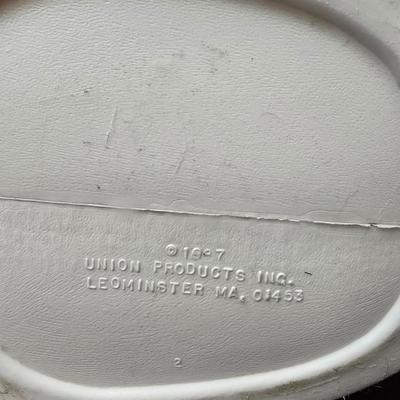 UNION PRODUCTS INC.
LEOMINSTER MA. 01453
2